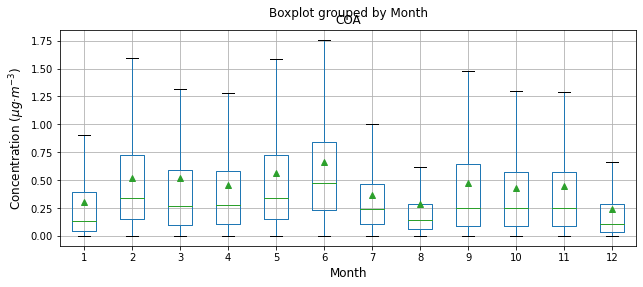 Boxplot grouped by Month
COA
Concentration (μg·m⁻³)
1.75
1.50
1.25
1.00
0.75
0.50
0.25
0.00
1 2 3 4 5 6 7 8 9 10 11 12
Month